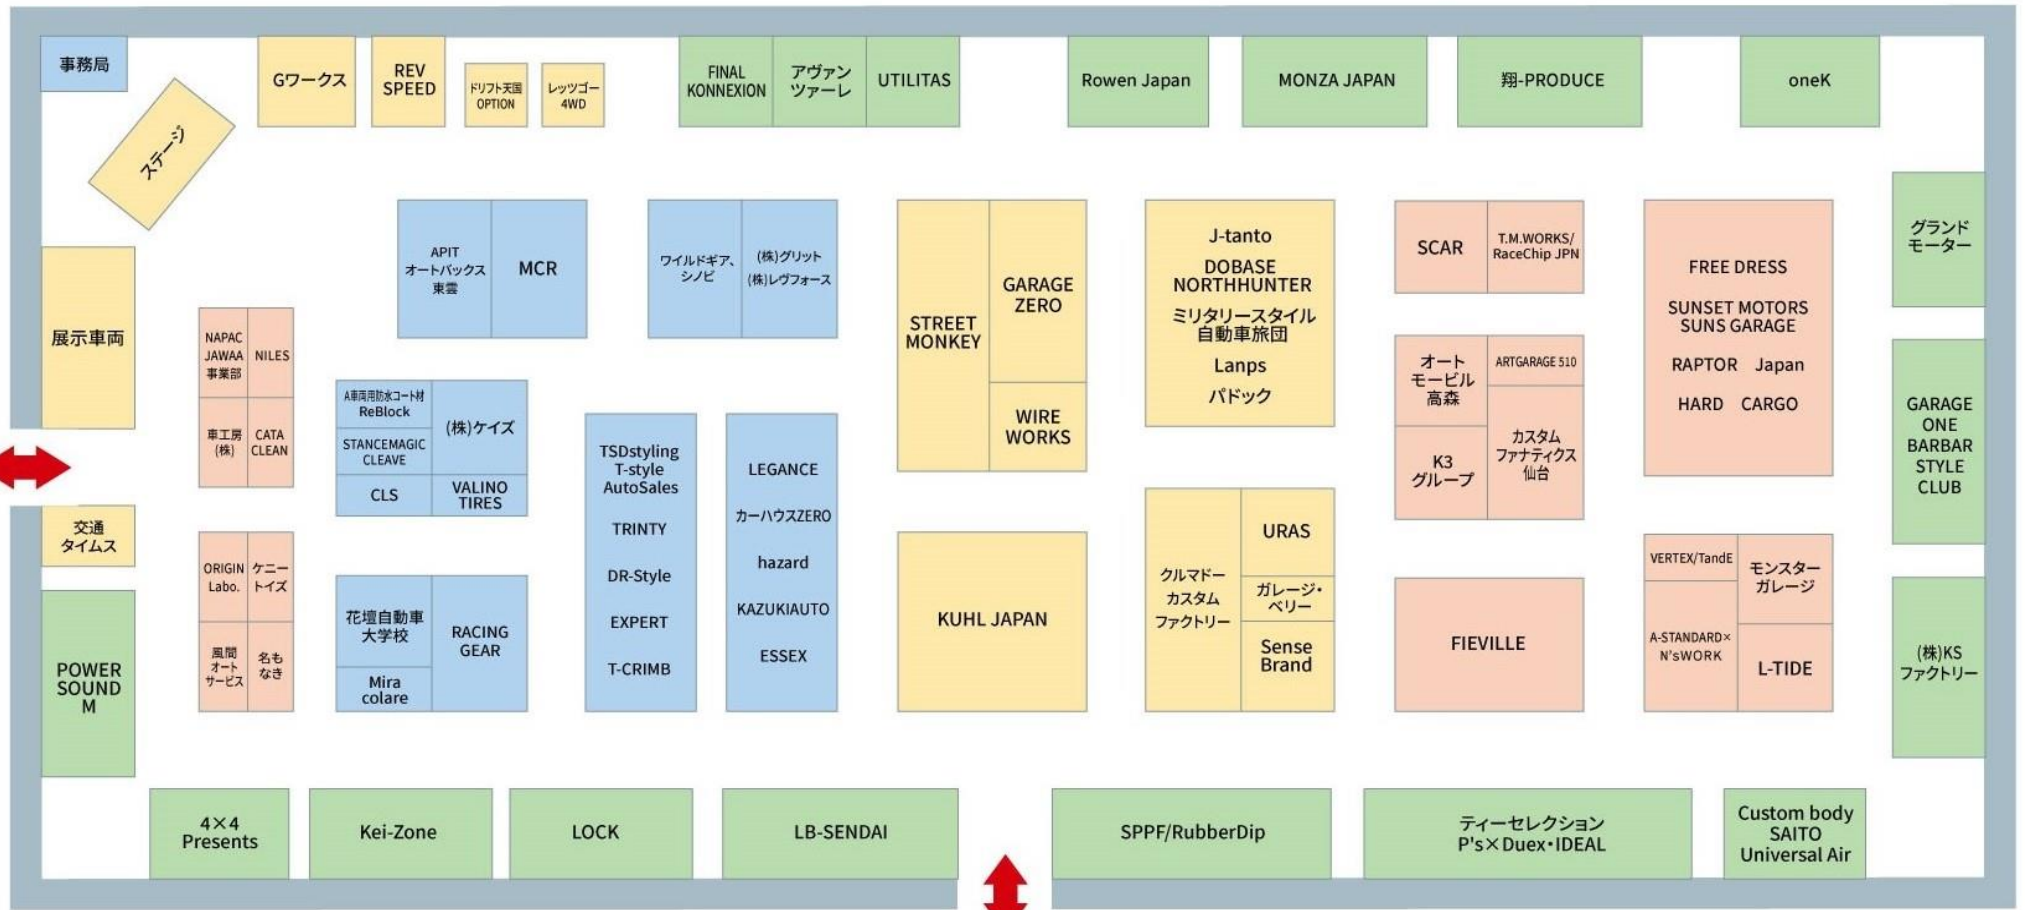 事務局
ステージ
Gワークス
REV
SPEED
ドリフト天国
OPTION
レッツゴー
4WD
FINAL
KONNEXION
アヴァン
ツァーレ
UTILITAS
Rowen Japan
MONZA JAPAN
翔-PRODUCE
oneK
展示車両
交通
タイムス
POWER
SOUND
M
NAPAC
JAWAA
事業部
NILES
車工房
(株)
CATA
CLEAN
ORIGIN
Labo.
ケニー
トイズ
風間
オート
サービス
名も
なき
APIT
オートバックス
東雲
MCR
A車両用防水コート材
ReBlock
(株)ケイズ
STANCEMAGIC
CLEAVE
CLS
VALINO
TIRES
花壇自動車
大学校
RACING
GEAR
Mira
colare
ワイルドギア、
シノビ
(株)グリット
(株)レヴフォース
TSDstyling
T-style
AutoSales
TRINTY
DR-Style
EXPERT
T-CRIMB
LEGANCE
カーハウスZERO
hazard
KAZUKIAUTO
ESSEX
STREET
MONKEY
GARAGE
ZERO
WIRE
WORKS
KUHL JAPAN
J-tanto
DOBASE
NORTHHUNTER
ミリタリースタイル
自動車旅団
Lanps
パドック
クルマドー
カスタム
ファクトリー
URAS
ガレージ・
ベリー
Sense
Brand
SCAR
T.M.WORKS/
RaceChip JPN
オート
モービル
高森
ARTGARAGE 510
K3
グループ
カスタム
ファナティクス
仙台
FIEVILLE
FREE DRESS
SUNSET MOTORS
SUNS GARAGE
RAPTOR Japan
HARD CARGO
VERTEX/TandE
モンスター
ガレージ
A-STANDARD×
N'sWORK
L-TIDE
グランド
モーター
GARAGE
ONE
BARBAR
STYLE
CLUB
(株)KS
ファクトリー
4×4
Presents
Kei-Zone
LOCK
LB-SENDAI
SPPF/RubberDip
ティーセレクション
P's×Duex・IDEAL
Custom body
SAITO
Universal Air